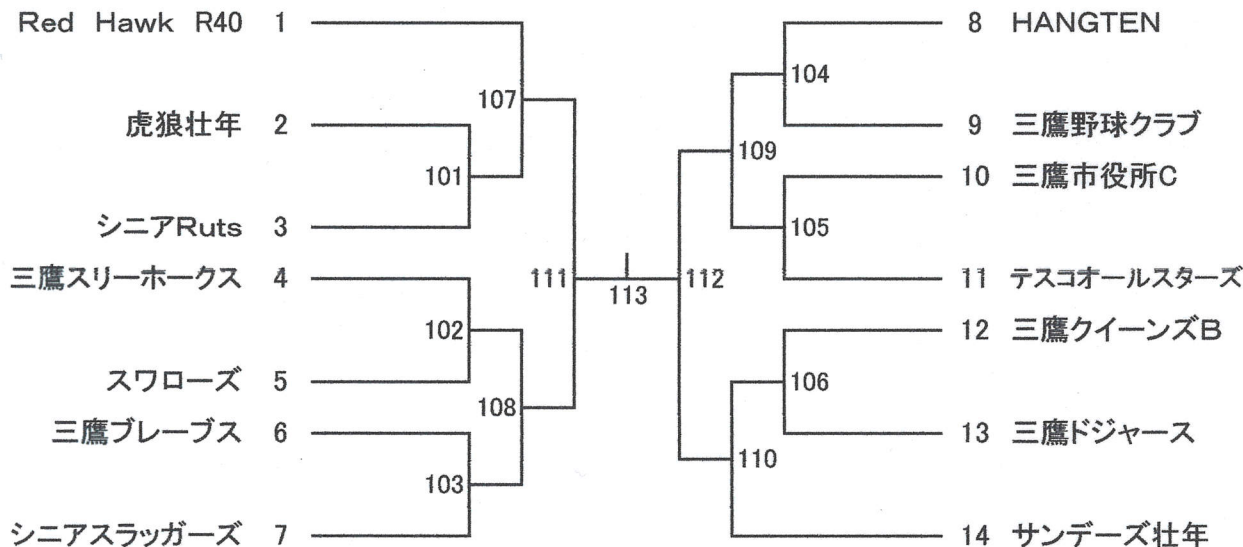 Red Hawk R40 1
107
虎狼壮年 2
101
シニアRuts 3
三鷹スリーホークス 4
102
スワローズ 5
108
三鷹ブレーブス 6
103
シニアスラッガーズ 7
111
113
112
8 HANGTEN
104
9 三鷹野球クラブ
109
10 三鷹市役所C
105
11 テスコオールスターズ
12 三鷹クイーンズB
106
13 三鷹ドジャース
110
14 サンデーズ壮年